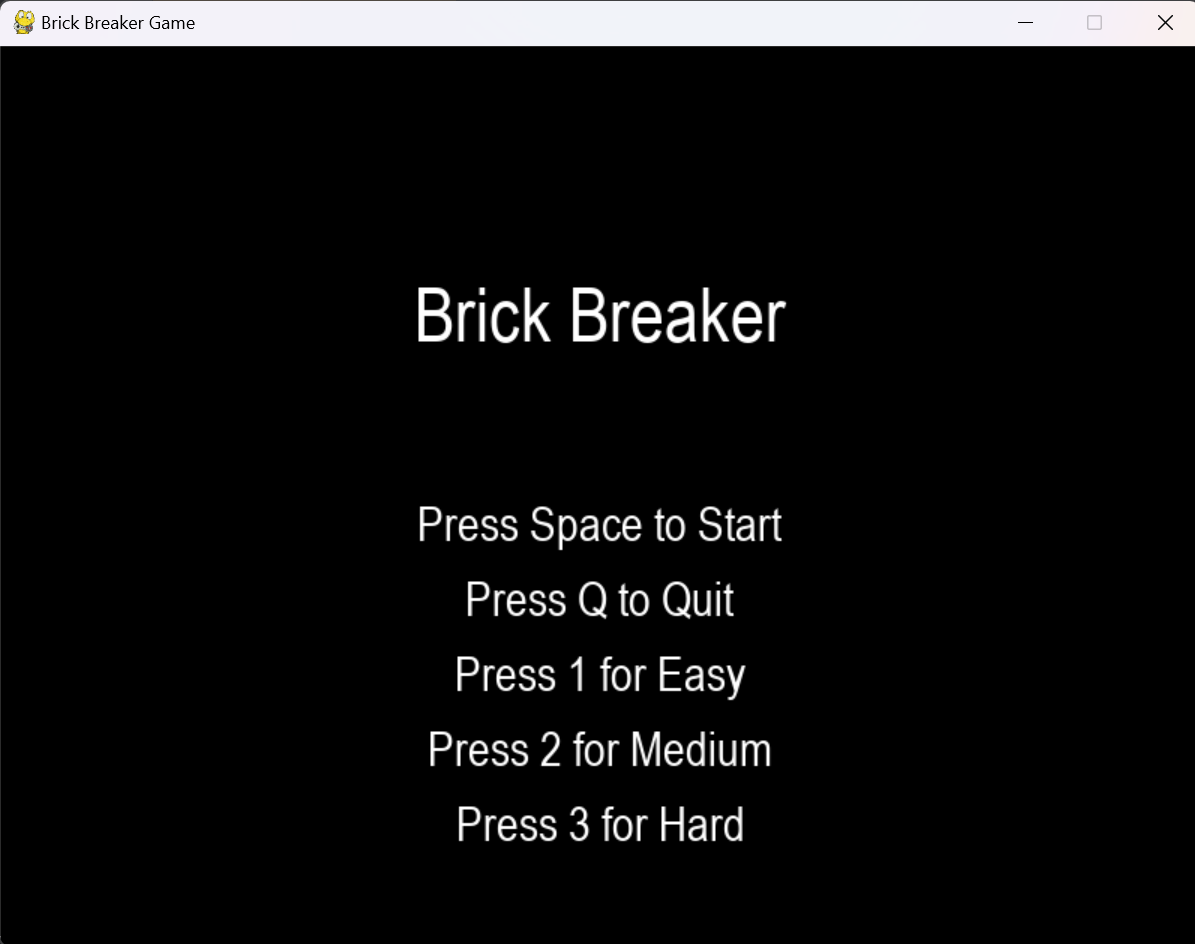 Brick Breaker Game
Brick Breaker
Press Space to Start
Press Q to Quit
Press 1 for Easy
Press 2 for Medium
Press 3 for Hard